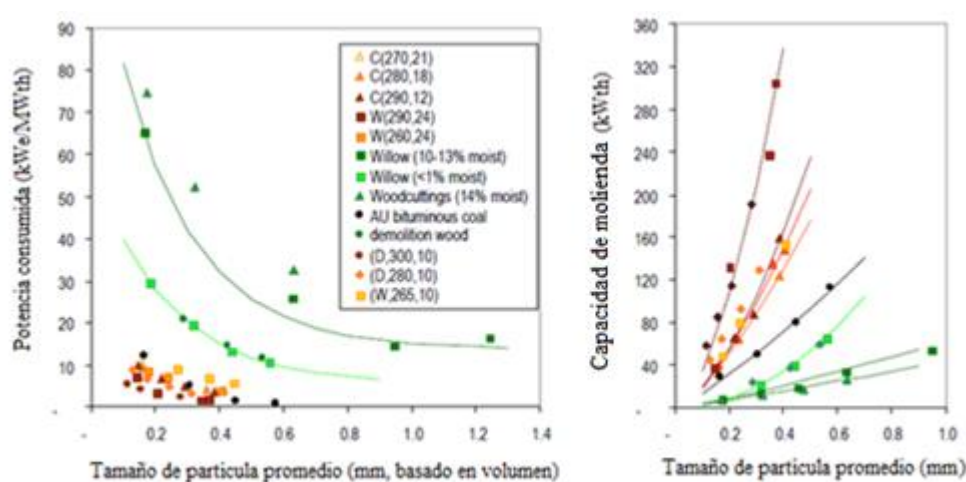 Potencia consumida (kWe/MWth)
90
80
70
60
50
40
30
20
10
-
-
0.2
0.4
0.6
0.8
1.0
1.2
1.4
Tamaño de particula promedio (mm, basado en volumen)
C(270,21)
C(280,18)
C(290,12)
W(290,24)
W(260,24)
Willow (10-13% moist)
Willow (<1% moist)
Woodcuttings (14% moist)
AU bituminous coal
demolition wood
(D,300,10)
(D,280,10)
(W,265,10)
Capacidad de molienda (kWth)
360
320
280
240
200
160
120
80
40
-
-
0.2
0.4
0.6
0.8
1.0
Tamaño de particula promedio (mm)